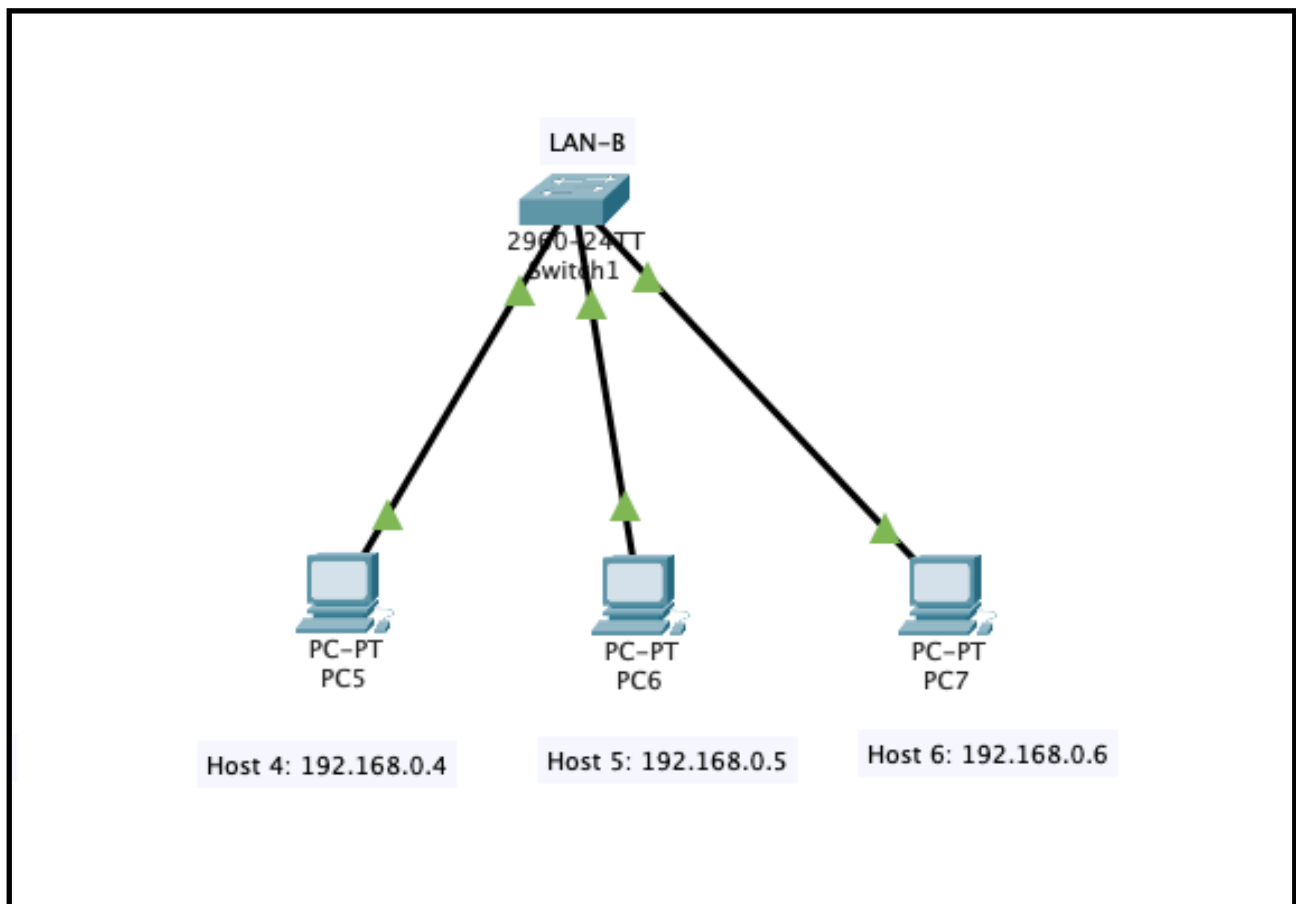 LAN-B
2960-24TT
Switch1
PC-PT
PC5
PC-PT
PC6
PC-PT
PC7
Host 4: 192.168.0.4
Host 5: 192.168.0.5
Host 6: 192.168.0.6